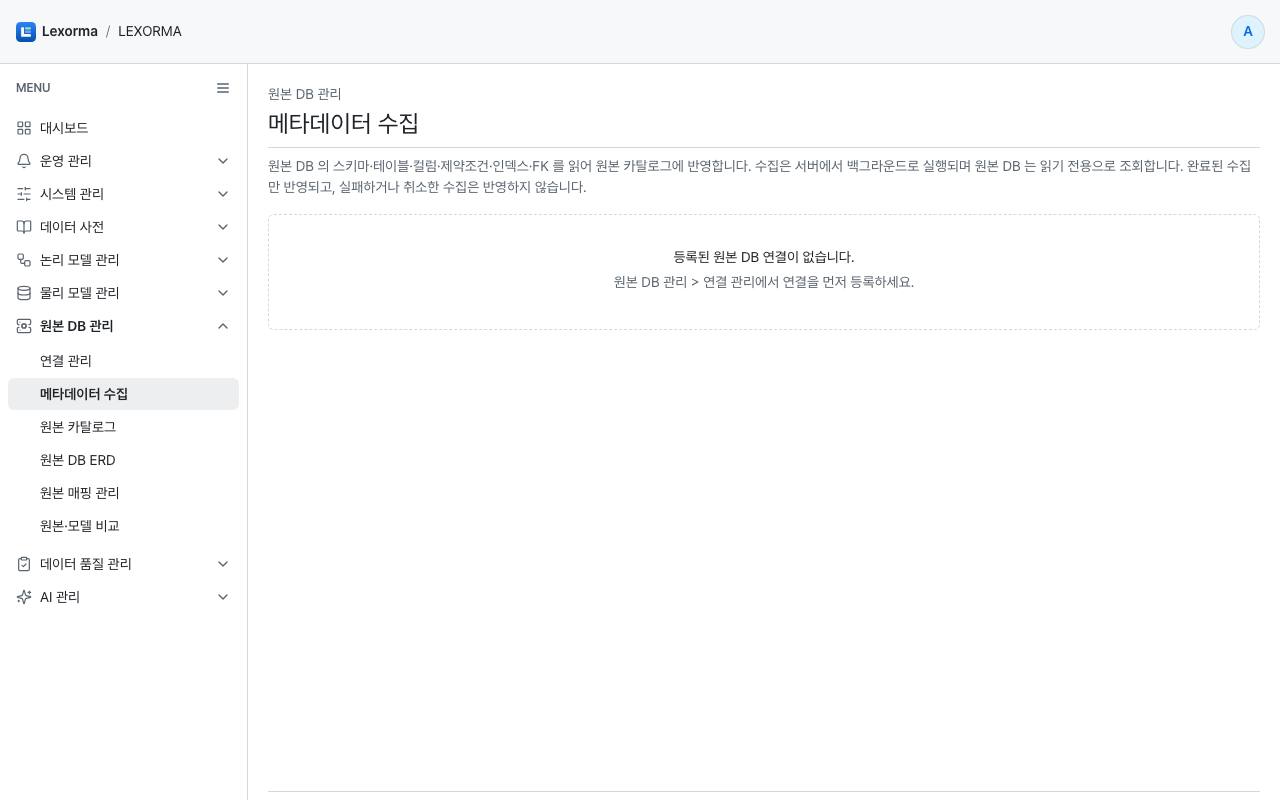 Lexorma / LEXORMA
A
MENU
대시보드
운영 관리
시스템 관리
데이터 사전
논리 모델 관리
물리 모델 관리
원본 DB 관리
연결 관리
메타데이터 수집
원본 카탈로그
원본 DB ERD
원본 매핑 관리
원본·모델 비교
데이터 품질 관리
AI 관리
원본 DB 관리
메타데이터 수집
원본 DB 의 스키마·테이블·컬럼·제약조건·인덱스·FK 를 읽어 원본 카탈로그에 반영합니다. 수집은 서버에서 백그라운드로 실행되며 원본 DB 는 읽기 전용으로 조회합니다. 완료된 수집
만 반영되고, 실패하거나 취소한 수집은 반영하지 않습니다.
등록된 원본 DB 연결이 없습니다.
원본 DB 관리 > 연결 관리에서 연결을 먼저 등록하세요.